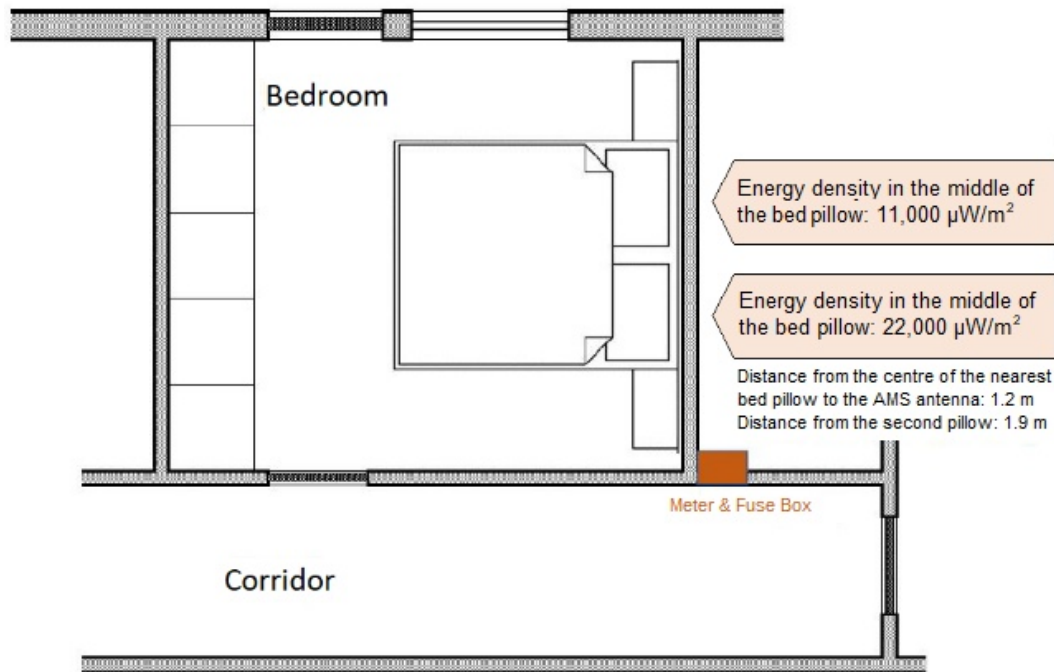 Bedroom
Energy density in the middle of
the bed pillow: 11,000 µW/m²
Energy density in the middle of
the bed pillow: 22,000 µW/m²
Distance from the centre of the nearest
bed pillow to the AMS antenna: 1.2 m
Distance from the second pillow: 1.9 m
Meter & Fuse Box
Corridor